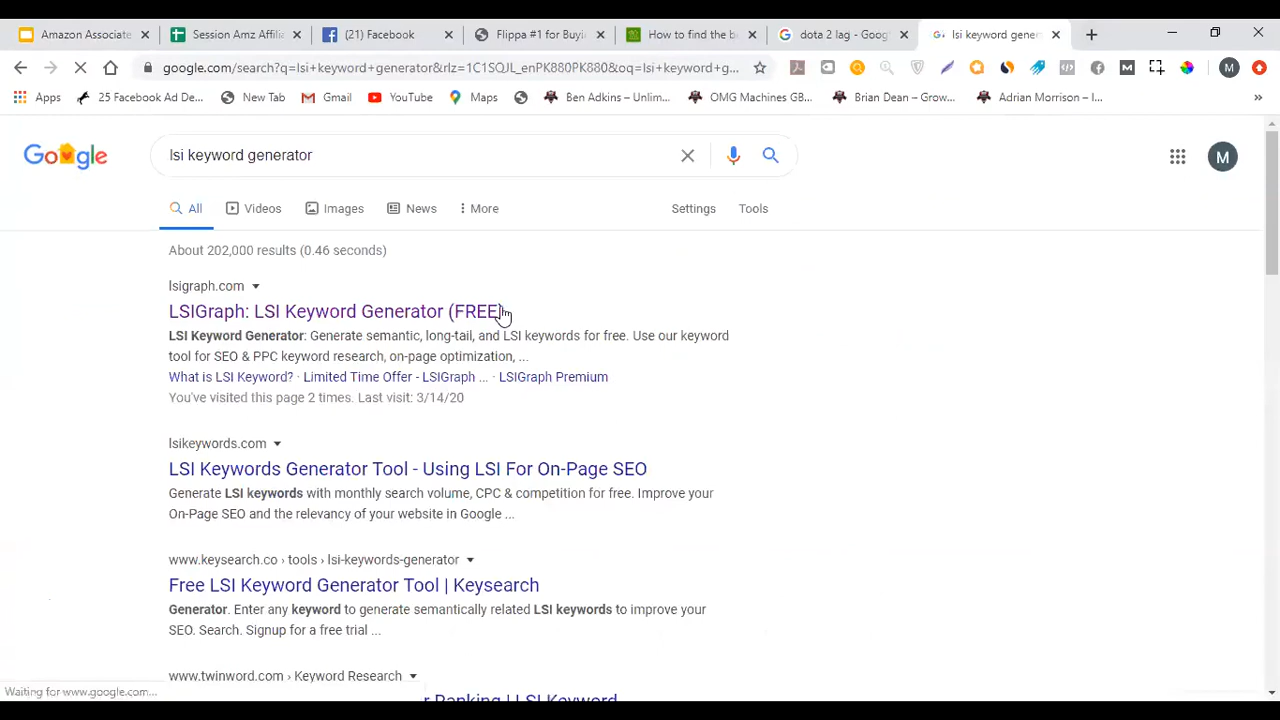 Amazon Associate
Session Amz Affili
(21) Facebook
Flippa #1 for Buyi
How to find the b
dota 2 lag - Goog
lsi keyword gener
google.com/search?q=lsi+keyword+generator&rlz=1C1SQJL_enPK880PK880&oq=lsi+keyword+g...
M
Apps
25 Facebook Ad De...
New Tab
Gmail
YouTube
Maps
Ben Adkins – Unlim...
OMG Machines GB...
Brian Dean – Grow...
Adrian Morrison – I...
»
Google
lsi keyword generator
M
All
Videos
Images
News
More
Settings
Tools
About 202,000 results (0.46 seconds)
lsigraph.com
LSIGraph: LSI Keyword Generator (FREE)
LSI Keyword Generator: Generate semantic, long-tail, and LSI keywords for free. Use our keyword
tool for SEO & PPC keyword research, on-page optimization, ...
What is LSI Keyword? · Limited Time Offer - LSIGraph ... · LSIGraph Premium
You've visited this page 2 times. Last visit: 3/14/20
lsikeywords.com
LSI Keywords Generator Tool - Using LSI For On-Page SEO
Generate LSI keywords with monthly search volume, CPC & competition for free. Improve your
On-Page SEO and the relevancy of your website in Google ...
www.keysearch.co › tools › lsi-keywords-generator
Free LSI Keyword Generator Tool | Keysearch
Generator. Enter any keyword to generate semantically related LSI keywords to improve your
SEO. Search. Signup for a free trial ...
www.twinword.com › Keyword Research
r Ranking | LSI Keyword
Waiting for www.google.com...